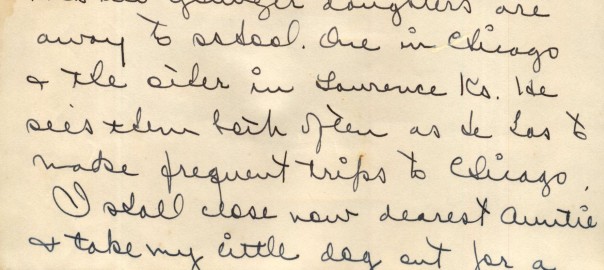 younger daughters are
away to school. One in Chicago
& the other in Lawrence Ks. He
sees them both often as he has to
make frequent trips to Chicago.
I shall close now dearest Auntie
& take my little dog out for a